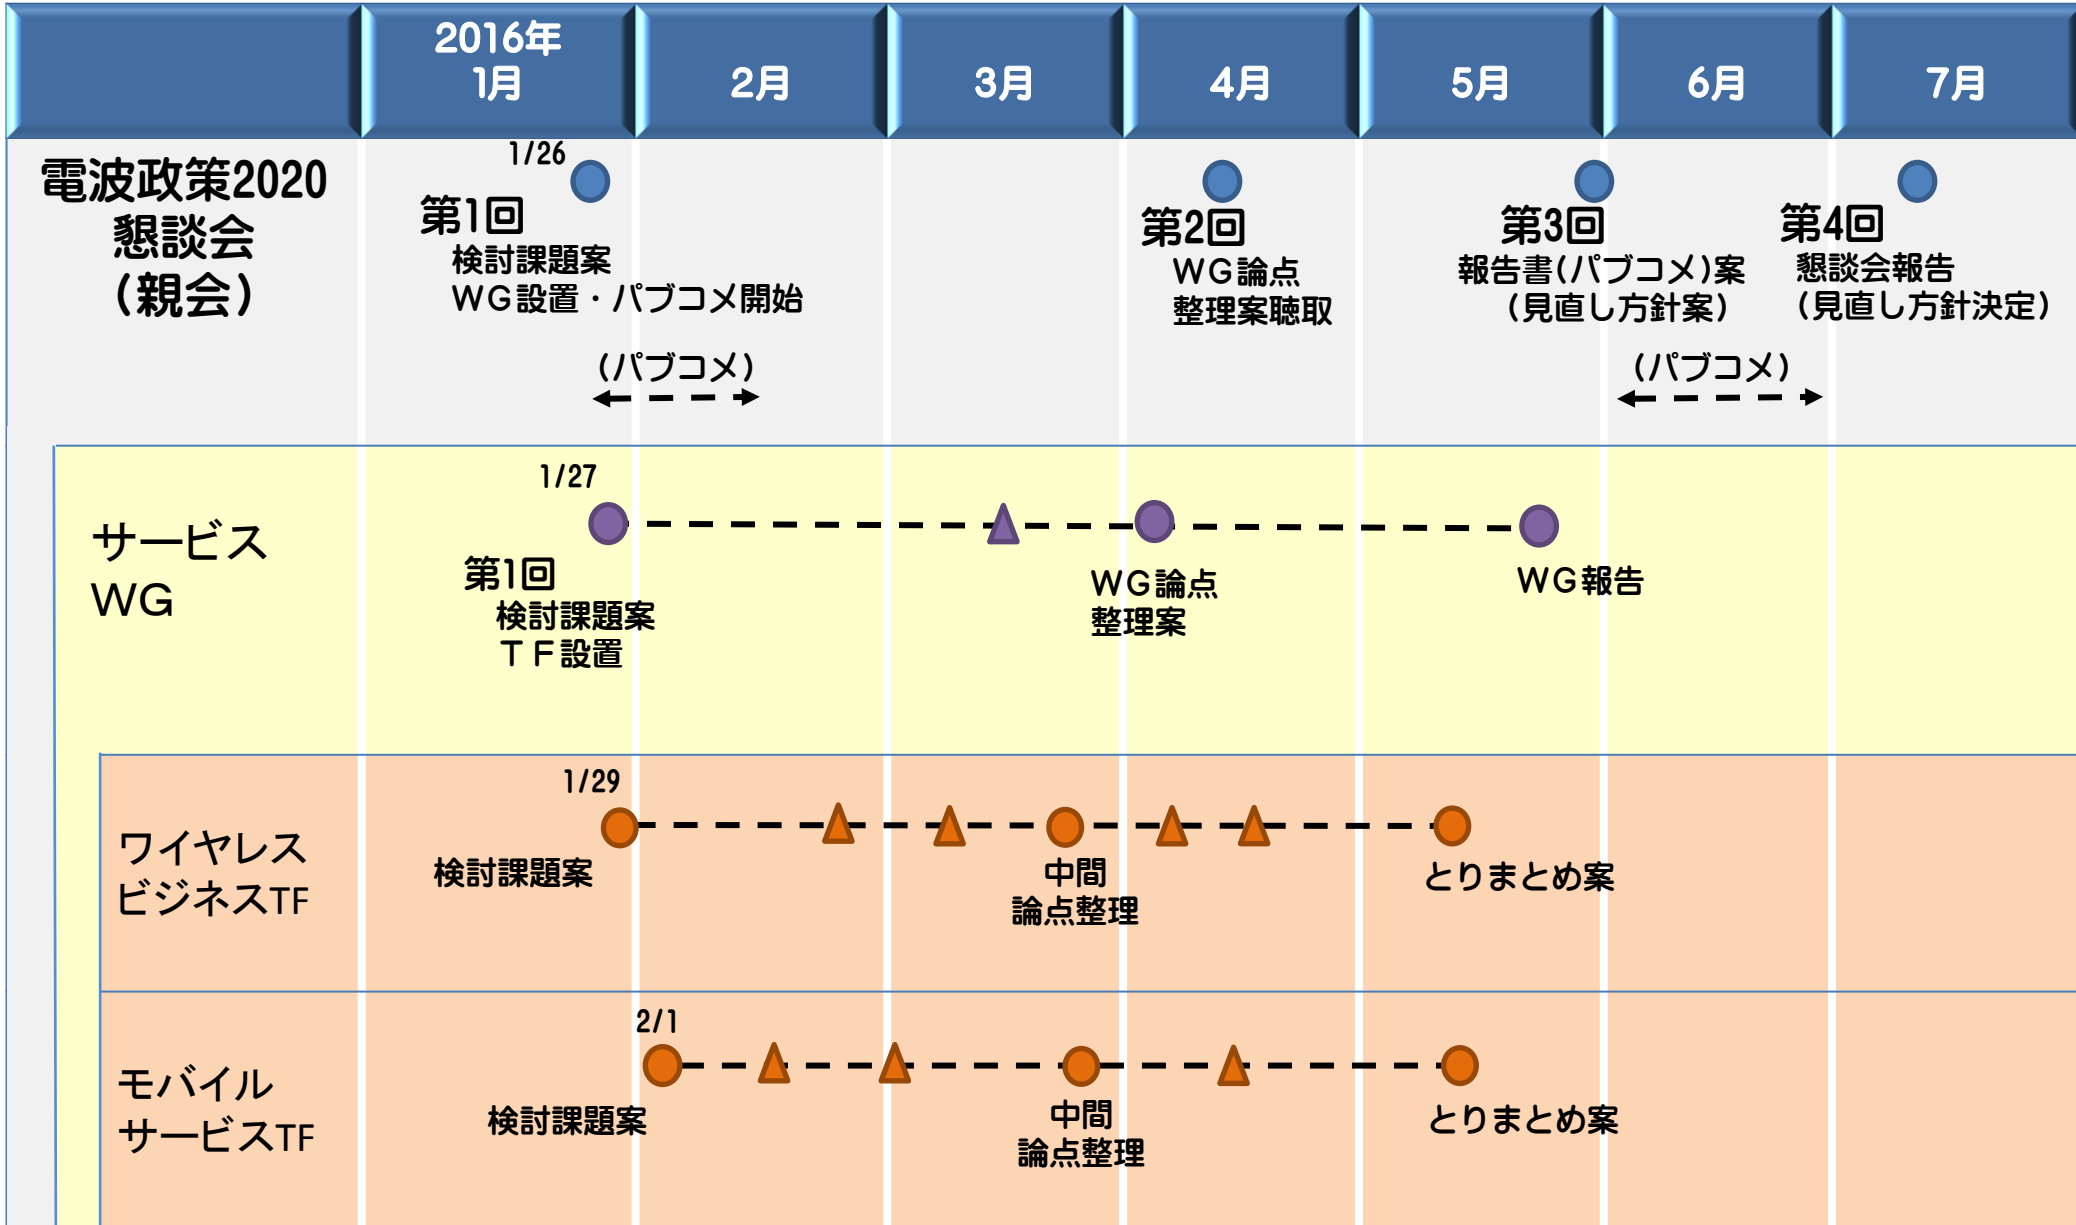 2016年
1月
2月
3月
4月
5月
6月
7月
電波政策2020
懇談会
（親会）
1/26
第1回
検討課題案
ＷＧ設置・パブコメ開始
（パブコメ）
第2回
ＷＧ論点
整理案聴取
第3回
報告書(パブコメ)案
（見直し方針案）
第4回
懇談会報告
（見直し方針決定）
（パブコメ）
サービス
WG
1/27
第1回
検討課題案
ＴＦ設置
ＷＧ論点
整理案
ＷＧ報告
ワイヤレス
ビジネスTF
1/29
検討課題案
中間
論点整理
とりまとめ案
モバイル
サービスTF
2/1
検討課題案
中間
論点整理
とりまとめ案